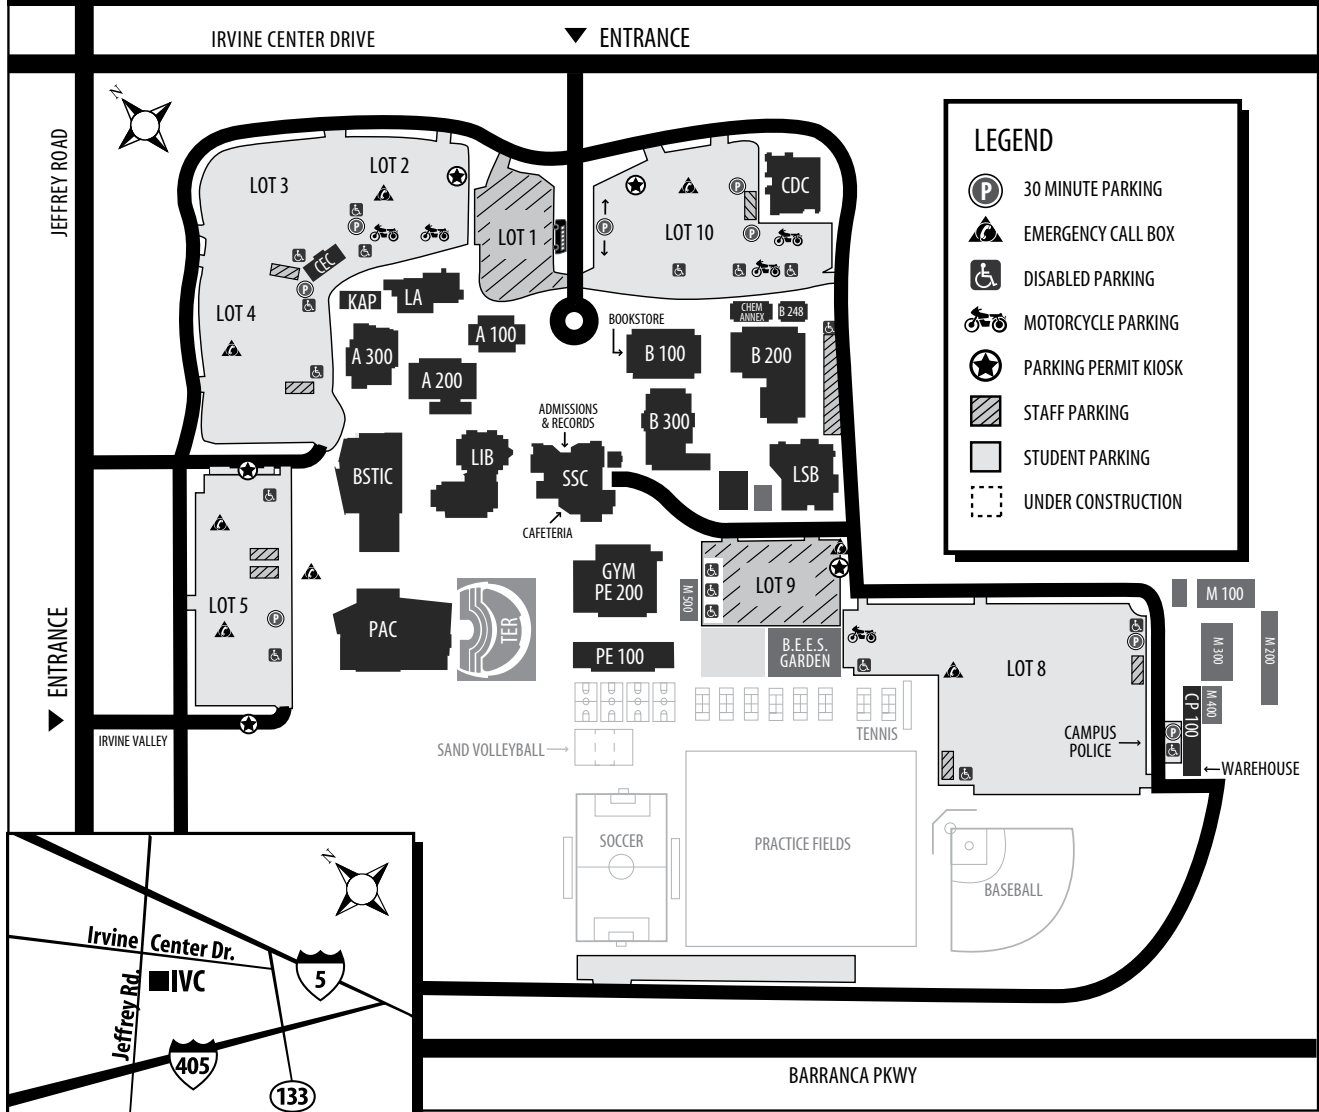 IRVINE CENTER DRIVE
ENTRANCE
JEFFREY ROAD
N
LOT 2
LOT 3
CDC
LOT 1
P
LOT 10
P
P
P
P
CEC
P
LOT 4
KAP
LA
A 100
A 300
A 200
BOOKSTORE
B 100
CHEM
ANNEX
B 248
B 200
ADMISSIONS
& RECORDS
B 300
BSTIC
LIB
SSC
LSB
CAFETERIA
LEGEND
P
30 MINUTE PARKING
EMERGENCY CALL BOX
DISABLED PARKING
MOTORCYCLE PARKING
PARKING PERMIT KIOSK
STAFF PARKING
STUDENT PARKING
UNDER CONSTRUCTION
ENTRANCE
LOT 5
P
PAC
TER
GYM
PE 200
M 500
LOT 9
PE 100
B.E.E.S.
GARDEN
LOT 8
P
M 100
M 300
M 200
M 400
CP 100
P
CAMPUS
POLICE
WAREHOUSE
IRVINE VALLEY
SAND VOLLEYBALL
TENNIS
SOCCER
PRACTICE FIELDS
BASEBALL
N
Irvine Center Dr.
Jeffrey Rd.
IVC
5
405
133
BARRANCA PKWY